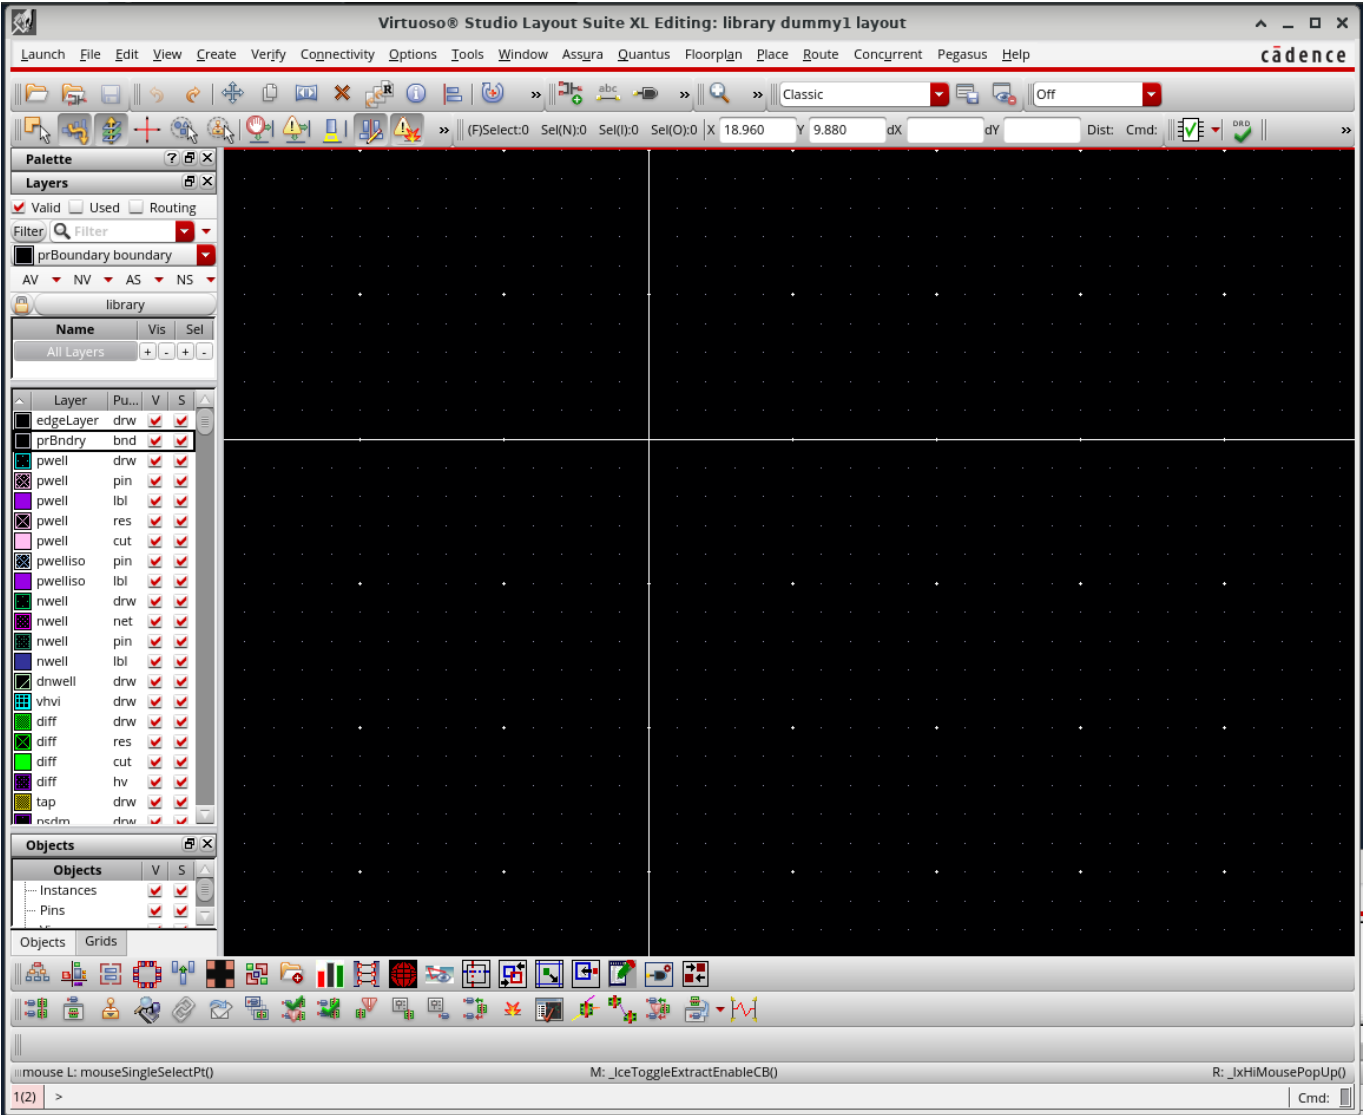 Virtuoso® Studio Layout Suite XL Editing: library dummy1 layout
Launch File Edit View Create Verify Connectivity Options Tools Window Assura Quantus Floorplan Place Route Concurrent Pegasus Help cādence
R abc Classic Off
(F)Select:0 Sel(N):0 Sel(I):0 Sel(O):0 X 18.960 Y 9.880 dX dY Dist: Cmd: DRD
Palette
Layers
Valid Used Routing
Filter Filter
prBoundary boundary
AV NV AS NS
library
Name Vis Sel
All Layers + - + -
Layer Pu... V S
edgeLayer drw
prBndry bnd
pwell drw
pwell pin
pwell lbl
pwell res
pwell cut
pwelliso pin
pwelliso lbl
nwell drw
nwell net
nwell pin
nwell lbl
dnwell drw
vhvi drw
diff drw
diff res
diff cut
diff hv
tap drw
drw
Objects
Objects V S
Instances
Pins
Objects Grids
mouse L: mouseSingleSelectPt() M: _IceToggleExtractEnableCB() R: _lxHiMousePopUp()
1(2) > Cmd: